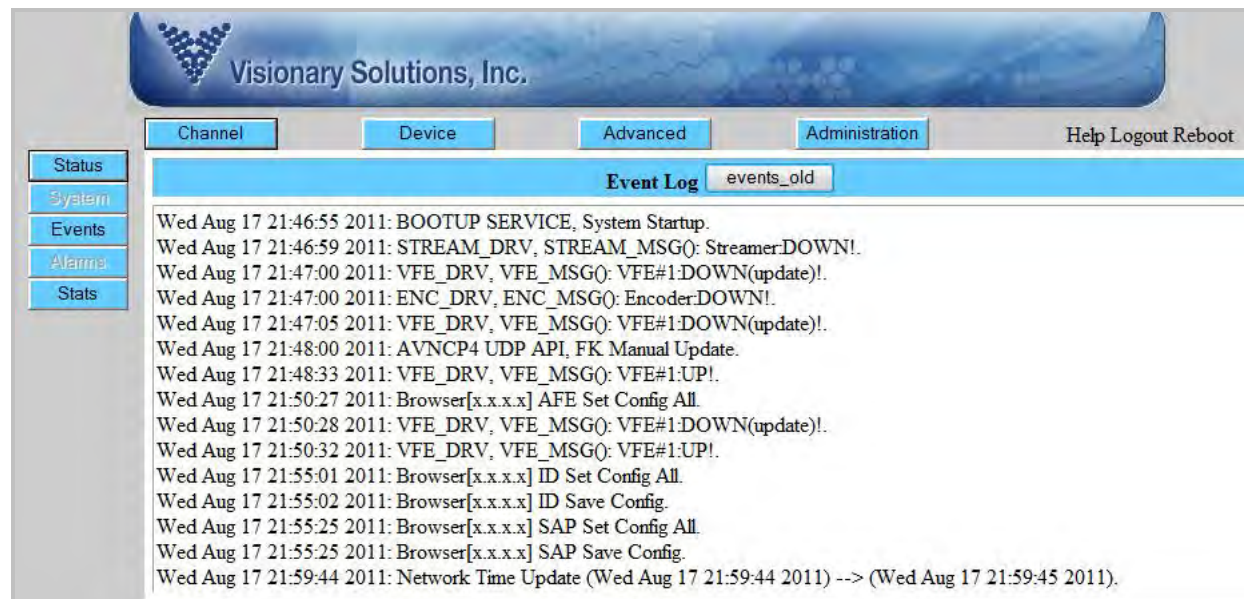 Visionary Solutions, Inc.
Channel Device Advanced Administration Help Logout Reboot
Status
System
Events
Alarms
Stats
Event Log events_old
Wed Aug 17 21:46:55 2011: BOOTUP SERVICE, System Startup.
Wed Aug 17 21:46:59 2011: STREAM_DRV, STREAM_MSG(): Streamer:DOWN!.
Wed Aug 17 21:47:00 2011: VFE_DRV, VFE_MSG(): VFE#1:DOWN(update)!.
Wed Aug 17 21:47:00 2011: ENC_DRV, ENC_MSG(): Encoder:DOWN!.
Wed Aug 17 21:47:05 2011: VFE_DRV, VFE_MSG(): VFE#1:DOWN(update)!.
Wed Aug 17 21:48:00 2011: AVNCP4 UDP API, FK Manual Update.
Wed Aug 17 21:48:33 2011: VFE_DRV, VFE_MSG(): VFE#1:UP!.
Wed Aug 17 21:50:27 2011: Browser[x.x.x.x] AFE Set Config All.
Wed Aug 17 21:50:28 2011: VFE_DRV, VFE_MSG(): VFE#1:DOWN(update)!.
Wed Aug 17 21:50:32 2011: VFE_DRV, VFE_MSG(): VFE#1:UP!.
Wed Aug 17 21:55:01 2011: Browser[x.x.x.x] ID Set Config All.
Wed Aug 17 21:55:02 2011: Browser[x.x.x.x] ID Save Config.
Wed Aug 17 21:55:25 2011: Browser[x.x.x.x] SAP Set Config All.
Wed Aug 17 21:55:25 2011: Browser[x.x.x.x] SAP Save Config.
Wed Aug 17 21:59:44 2011: Network Time Update (Wed Aug 17 21:59:44 2011) --> (Wed Aug 17 21:59:45 2011).